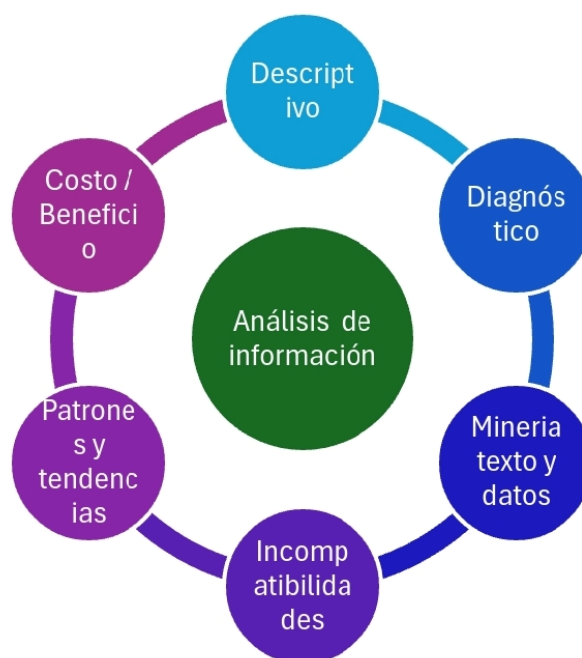 Descript
ivo
Diagnós
tico
Mineria
texto y
datos
Incomp
atibilida
des
Patrone
s y
tendenc
ias
Costo /
Benefici
o
Análisis de
información